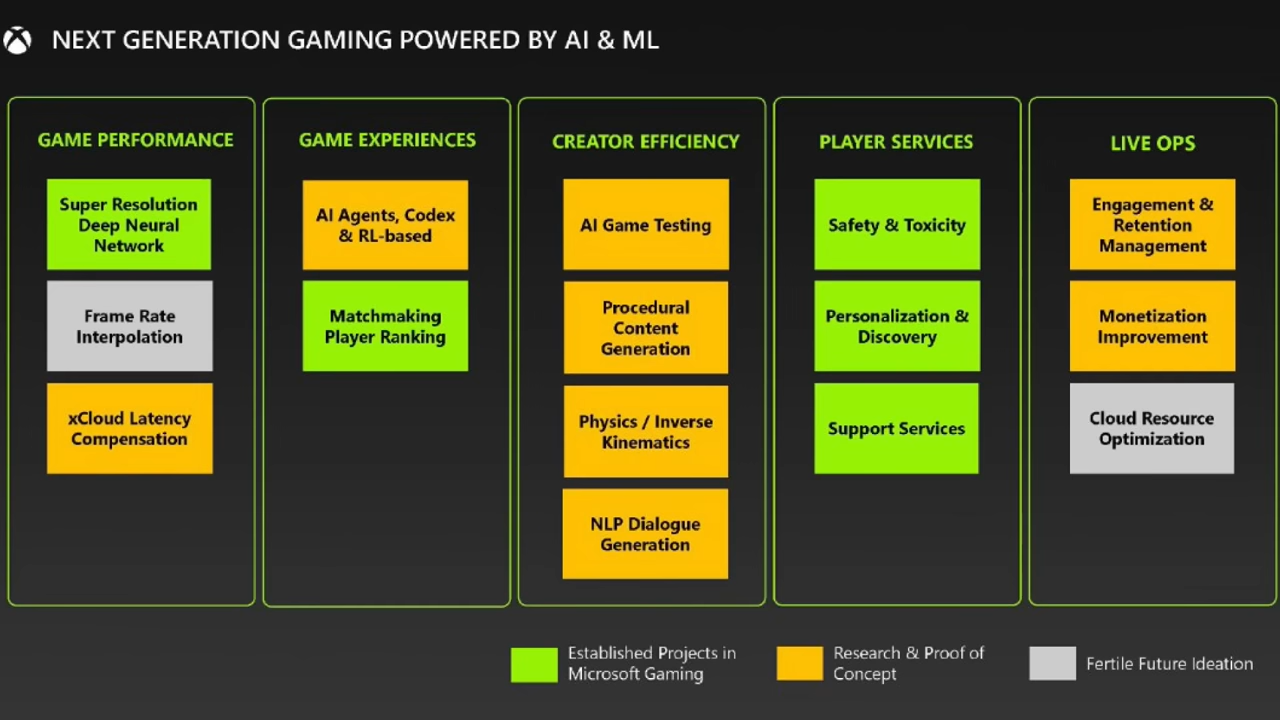 NEXT GENERATION GAMING POWERED BY AI & ML
GAME PERFORMANCE
Super Resolution
Deep Neural
Network
Frame Rate
Interpolation
xCloud Latency
Compensation
GAME EXPERIENCES
AI Agents, Codex
& RL-based
Matchmaking
Player Ranking
CREATOR EFFICIENCY
AI Game Testing
Procedural
Content
Generation
Physics / Inverse
Kinematics
NLP Dialogue
Generation
PLAYER SERVICES
Safety & Toxicity
Personalization &
Discovery
Support Services
LIVE OPS
Engagement &
Retention
Management
Monetization
Improvement
Cloud Resource
Optimization
Established Projects in
Microsoft Gaming
Research & Proof of
Concept
Fertile Future Ideation